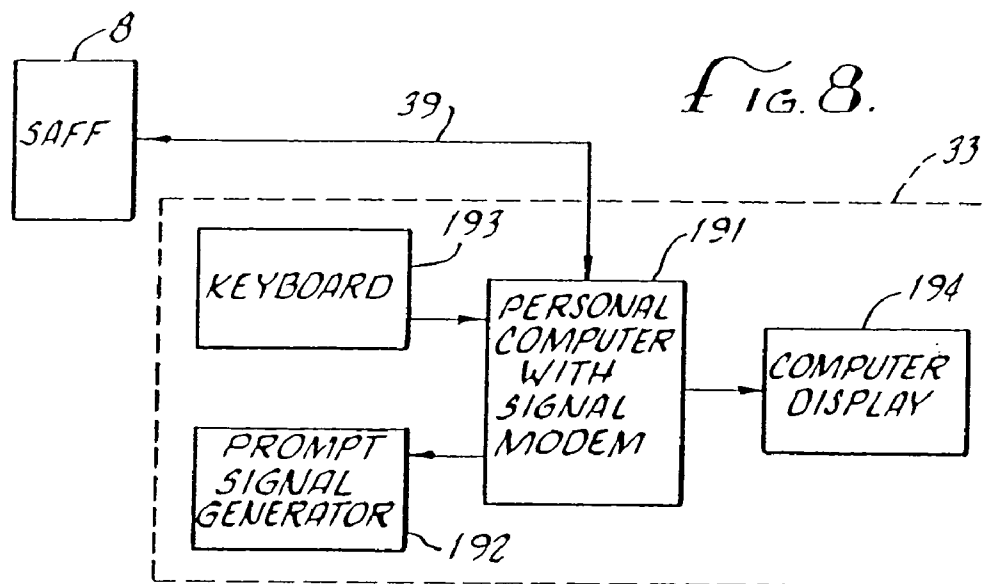 8
SAFF
39
FIG. 8.
33
193
KEYBOARD
191
PERSONAL
COMPUTER
WITH
SIGNAL
MODEM
194
COMPUTER
DISPLAY
PROMPT
SIGNAL
GENERATOR
192